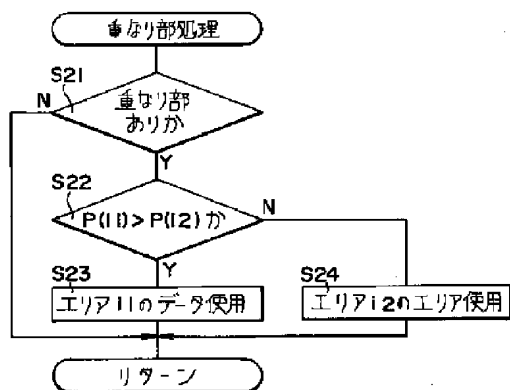 重なり部処理
S21
N
重なり部
ありか
Y
S22
P(i1)>P(i2)か
N
Y
S23
エリアi1のデータ使用
S24
エリアi2のエリア使用
リターン